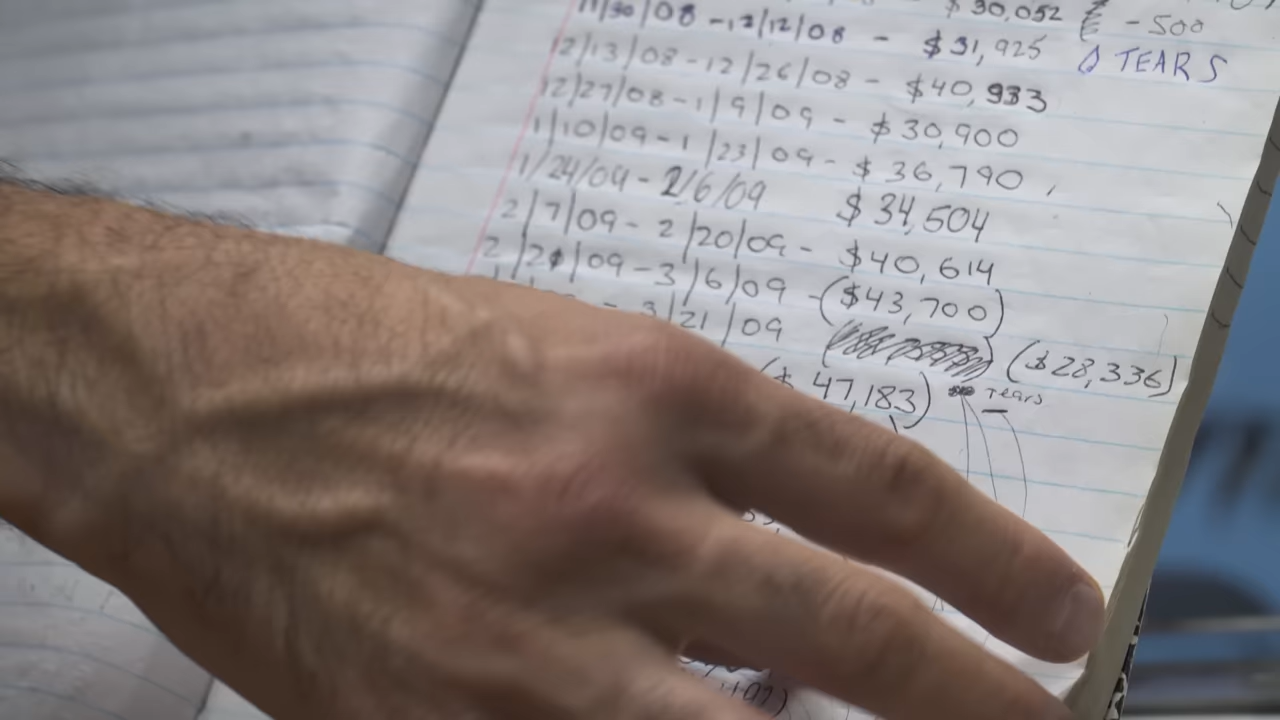 $30,052 - 500
11/30/08 - 12/12/08 - $31,925 TEARS
12/13/08 - 12/26/08 - $40,933
12/27/08 - 1/9/09 - $30,900
1/10/09 - 1/23/09 - $36,790
1/24/09 - 2/6/09 $34,504
2/7/09 - 2/20/09 - $40,614
2/21/09 - 3/6/09 - ($43,700)
- 3/21/09 ($28,336)
($47,183) Tears